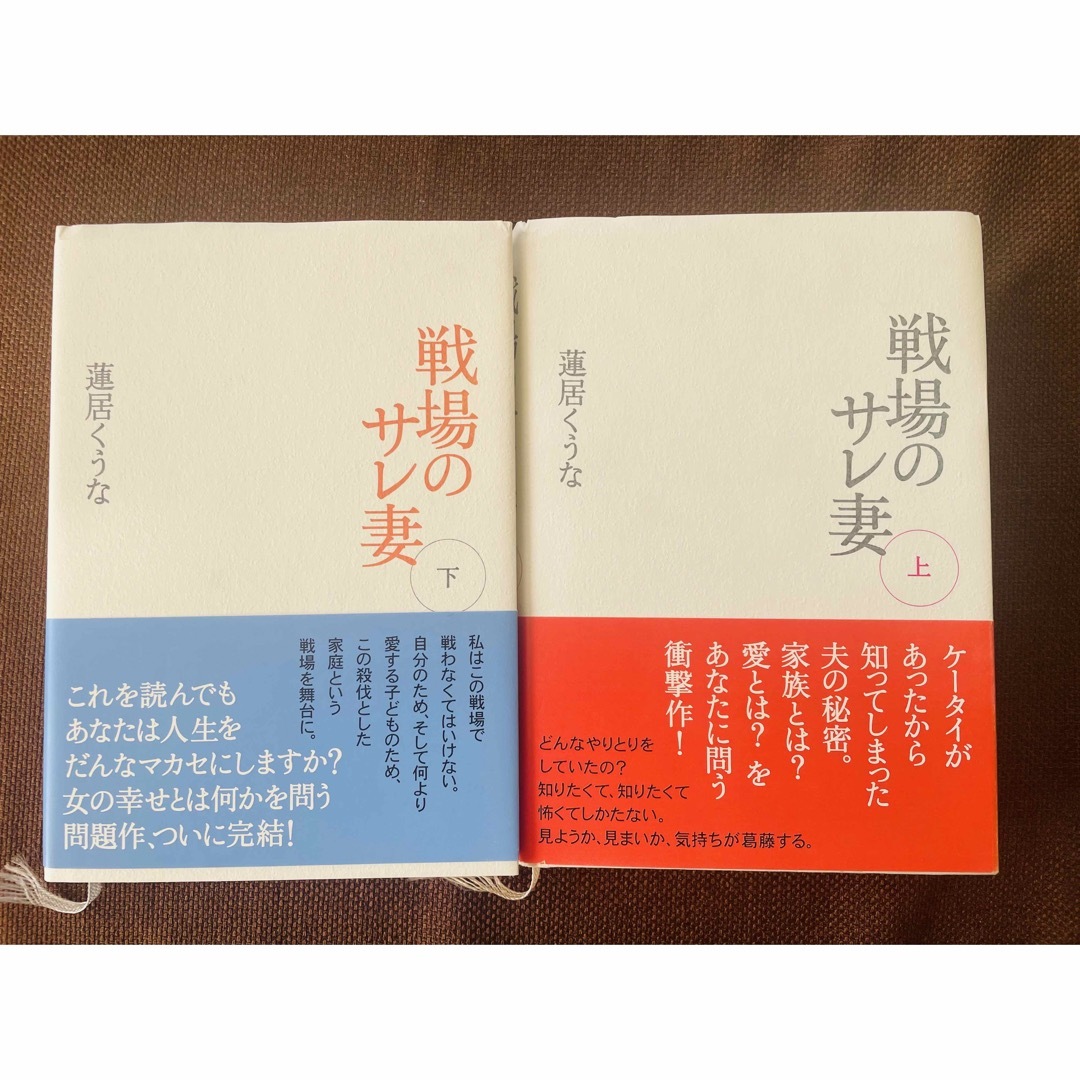 戦場の
サレ妻
上
蓮居くうな
ケータイが
あったから
知ってしまった
夫の秘密。
家族とは?
愛とは? を
あなたに問う
衝撃作!
どんなやりとりを
していたの?
知りたくて、知りたくて
怖くてしかたない。
見ようか、見まいか、気持ちが葛藤する。
戦場の
サレ妻
下
蓮居くうな
私はこの戦場で
戦わなくてはいけない。
自分のため、そして何より
愛する子どものため、
この殺伐とした
家庭という
戦場を舞台に。
これを読んでも
あなたは人生を
だんなマカセにしますか?
女の幸せとは何かを問う
問題作、ついに完結!